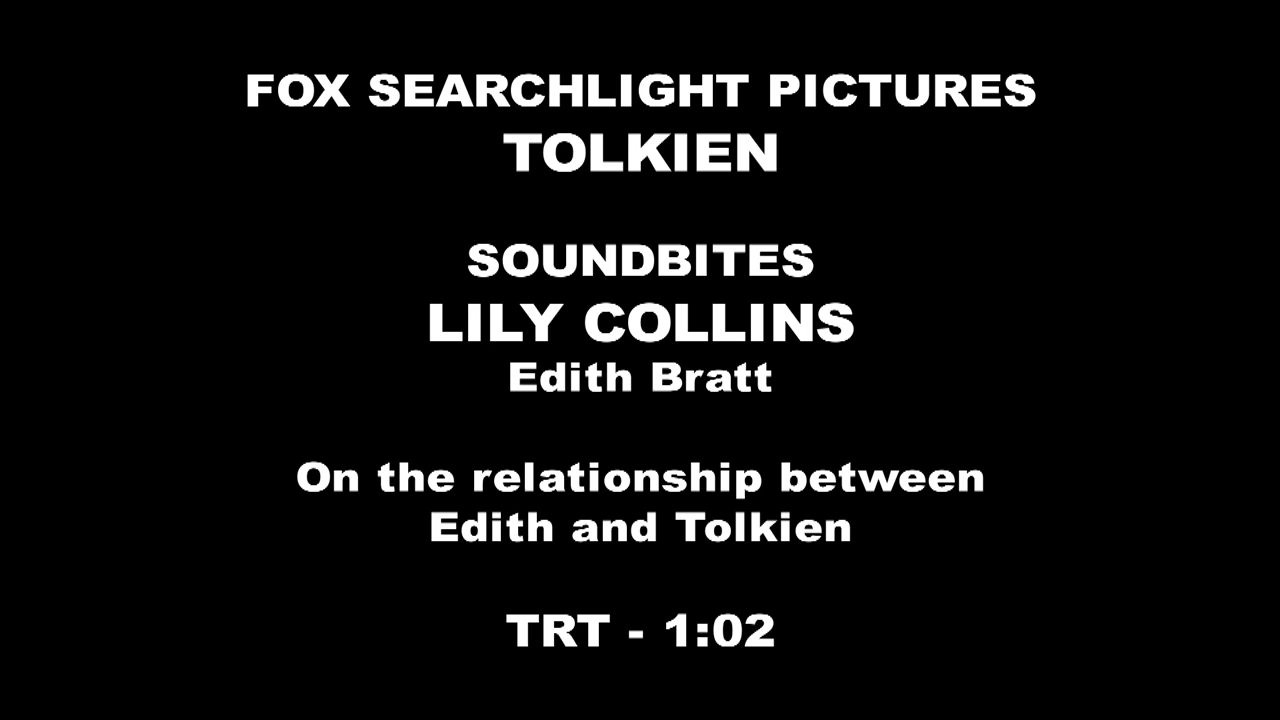 FOX SEARCHLIGHT PICTURES
TOLKIEN
SOUNDBITES
LILY COLLINS
Edith Bratt
On the relationship between
Edith and Tolkien
TRT - 1:02